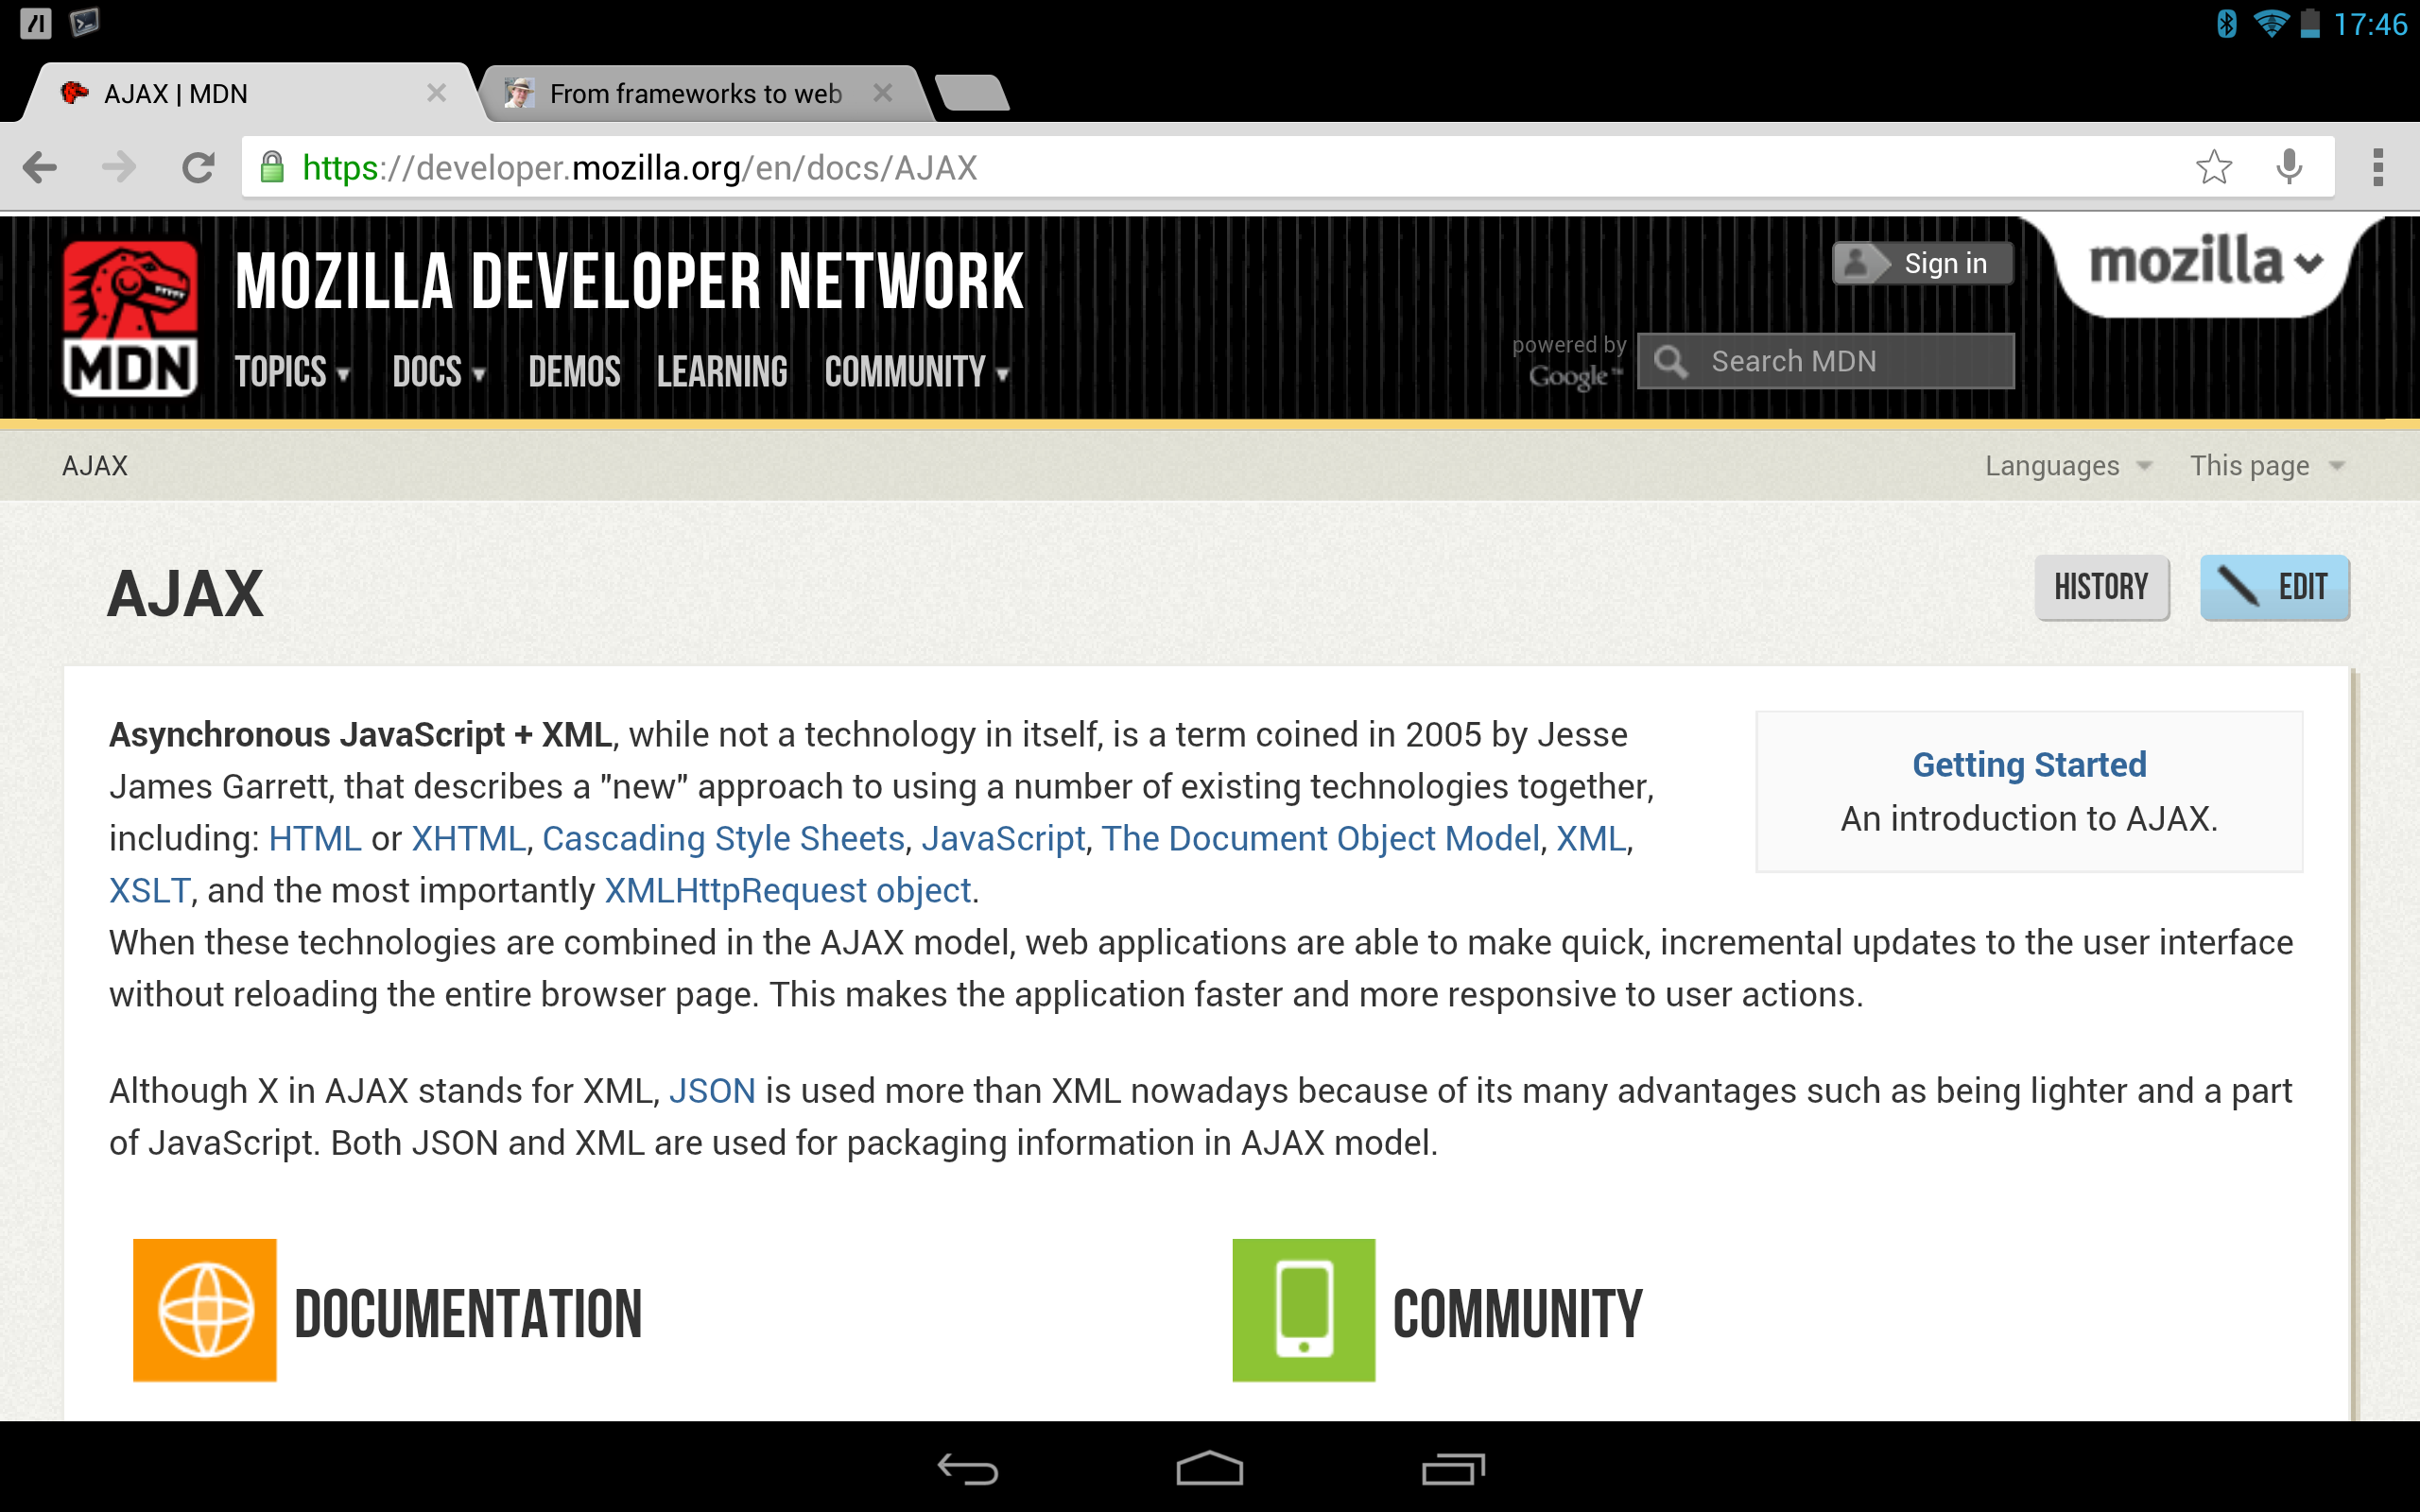 17:46
AJAX | MDN
From frameworks to web
https://developer.mozilla.org/en/docs/AJAX
MDN
MOZILLA DEVELOPER NETWORK
Sign in
mozilla
TOPICS DOCS DEMOS LEARNING COMMUNITY
powered by
Google™
Search MDN
AJAX
Languages
This page
AJAX
HISTORY
EDIT
Asynchronous JavaScript + XML, while not a technology in itself, is a term coined in 2005 by Jesse
James Garrett, that describes a "new" approach to using a number of existing technologies together,
including: HTML or XHTML, Cascading Style Sheets, JavaScript, The Document Object Model, XML,
XSLT, and the most importantly XMLHttpRequest object.
Getting Started
An introduction to AJAX.
When these technologies are combined in the AJAX model, web applications are able to make quick, incremental updates to the user interface
without reloading the entire browser page. This makes the application faster and more responsive to user actions.
Although X in AJAX stands for XML, JSON is used more than XML nowadays because of its many advantages such as being lighter and a part
of JavaScript. Both JSON and XML are used for packaging information in AJAX model.
DOCUMENTATION
COMMUNITY